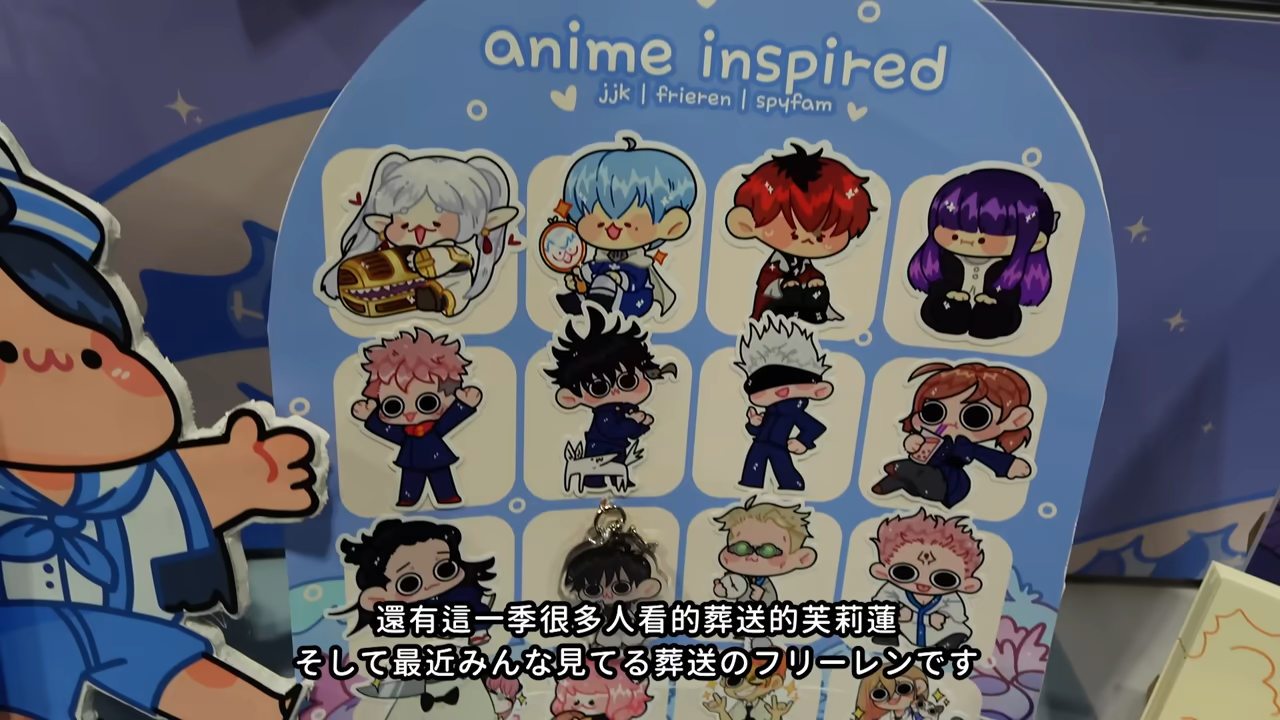 anime inspired
jjk | frieren | spyfam
還有這一季很多人看的葬送的芙莉蓮
そして最近みんな見てる葬送のフリーレンです